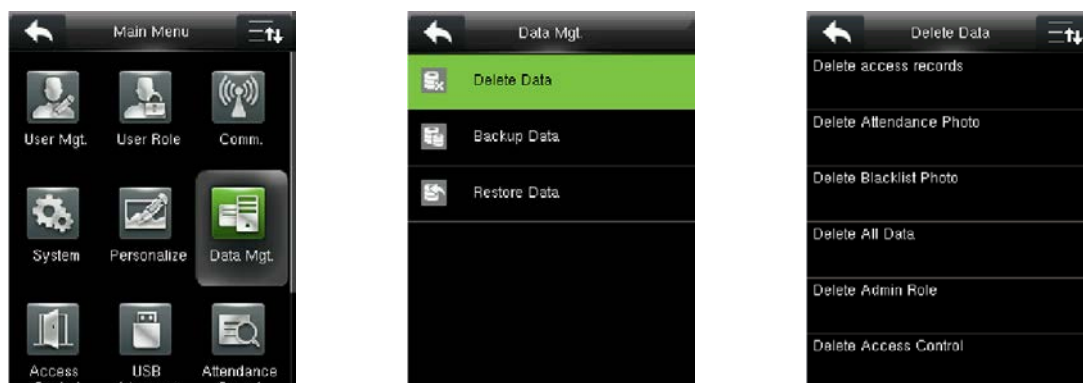 Main Menu
User Mgt.
User Role
Comm.
System
Personalize
Data Mgt.
Access
USB
Attendance
Data Mgt.
Delete Data
Backup Data
Restore Data
Delete Data
Delete access records
Delete Attendance Photo
Delete Blacklist Photo
Delete All Data
Delete Admin Role
Delete Access Control